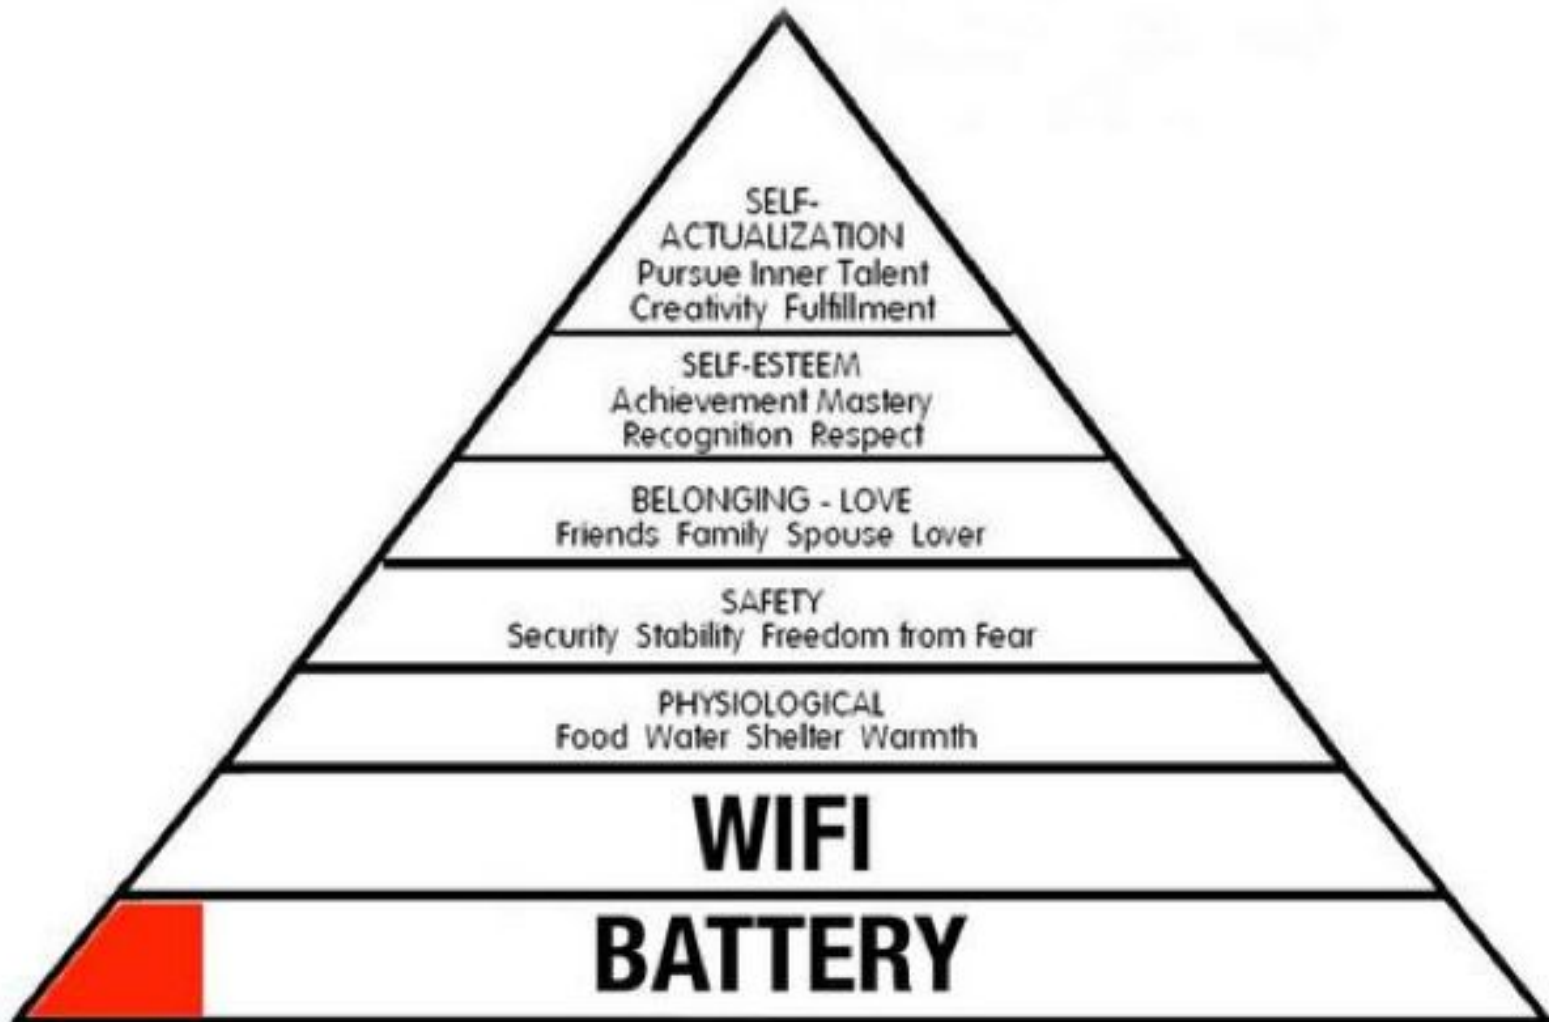 SELF-
ACTUALIZATION
Pursue Inner Talent
Creativity Fulfillment
SELF-ESTEEM
Achievement Mastery
Recognition Respect
BELONGING - LOVE
Friends Family Spouse Lover
SAFETY
Security Stability Freedom from Fear
PHYSIOLOGICAL
Food Water Shelter Warmth
WIFI
BATTERY